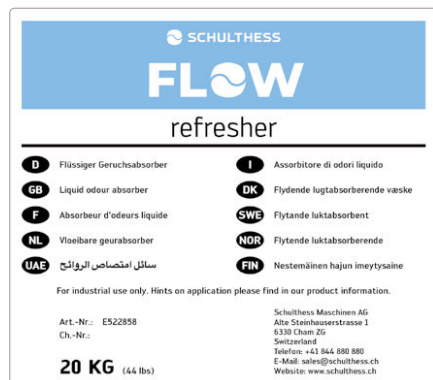 SCHULTHESS
FLOW
refresher
D Flüssiger Geruchsabsorber
GB Liquid odour absorber
F Absorbeur d'odeurs liquide
NL Vloeibare geurabsorber
UAE سائل امتصاص الروائح
I Assorbitore di odori liquido
DK Flydende lugtabsorberende væske
SWE Flytande luktabsorbent
NOR Flytende luktabsorberende
FIN Nestemäinen hajun imeytysaine
For industrial use only. Hints on application please find in our product information.
Art.-Nr.: E522858
Ch.-Nr.:
20 KG (44 lbs)
Schulthess Maschinen AG
Alte Steinhauserstrasse 1
6330 Cham ZG
Switzerland
Telefon: +41 844 880 880
E-Mail: sales@schulthess.ch
Website: www.schulthess.ch